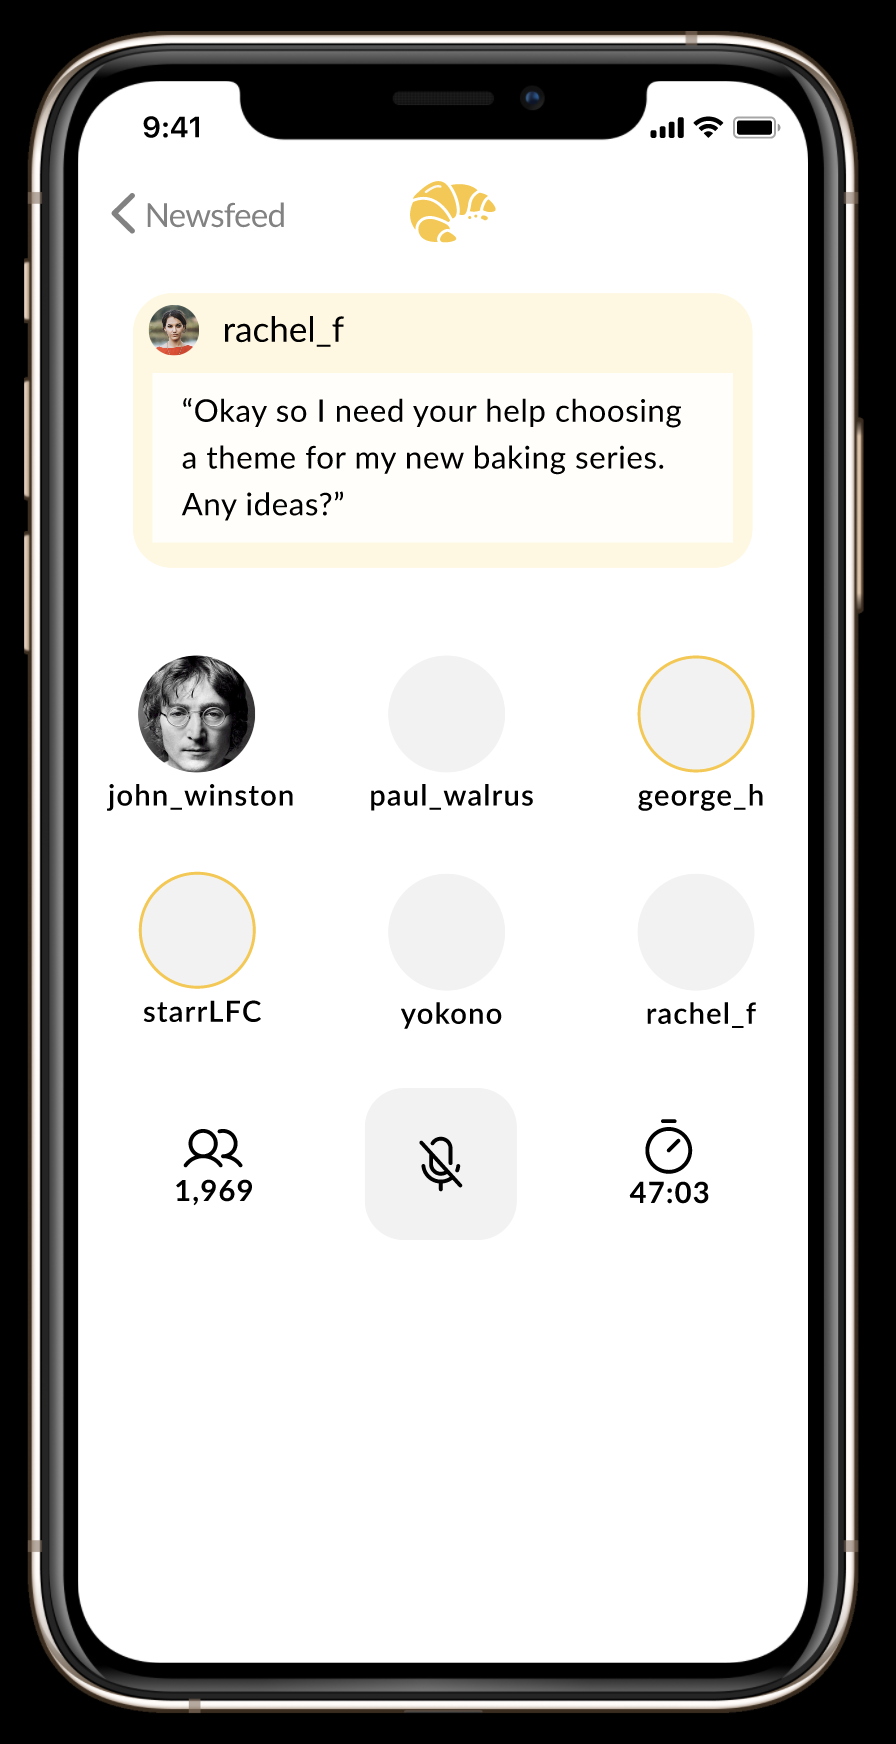 9:41
Newsfeed
rachel_f
“Okay so I need your help choosing
a theme for my new baking series.
Any ideas?”
john_winston
paul_walrus
george_h
starrLFC
yokono
rachel_f
1,969
47:03